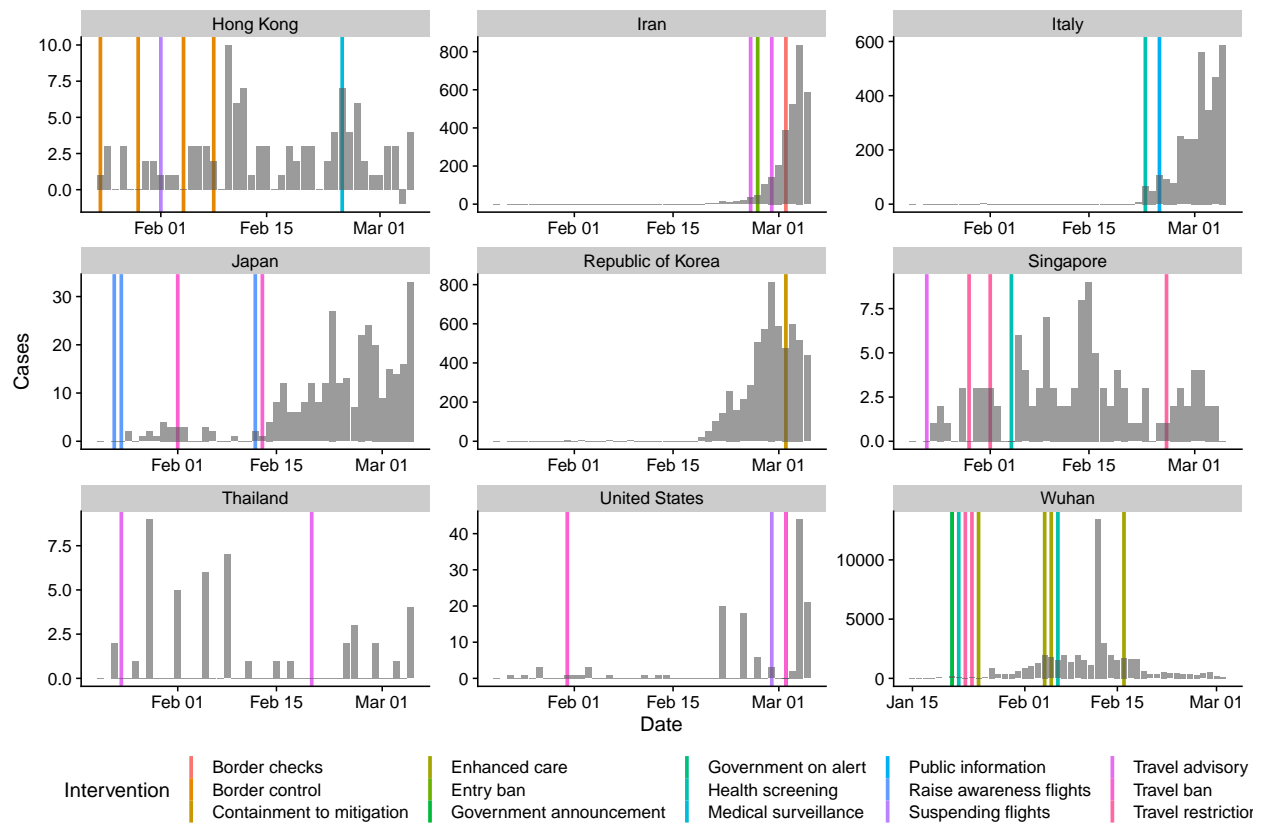 Hong Kong
Iran
Italy
10.0
7.5
5.0
2.5
0.0
Feb 01
Feb 15
Mar 01
800
600
400
200
0
Feb 01
Feb 15
Mar 01
600
400
200
0
Feb 01
Feb 15
Mar 01
Japan
Republic of Korea
Singapore
Cases
30
20
10
0
Feb 01
Feb 15
Mar 01
800
600
400
200
0
Feb 01
Feb 15
Mar 01
7.5
5.0
2.5
0.0
Feb 01
Feb 15
Mar 01
Thailand
United States
Wuhan
7.5
5.0
2.5
0.0
Feb 01
Feb 15
Mar 01
40
30
20
10
0
Feb 01
Feb 15
Mar 01
10000
5000
0
Jan 15
Feb 01
Feb 15
Mar 01
Date
Intervention
Border checks
Border control
Containment to mitigation
Enhanced care
Entry ban
Government announcement
Government on alert
Health screening
Medical surveillance
Public information
Raise awareness flights
Suspending flights
Travel advisory
Travel ban
Travel restriction